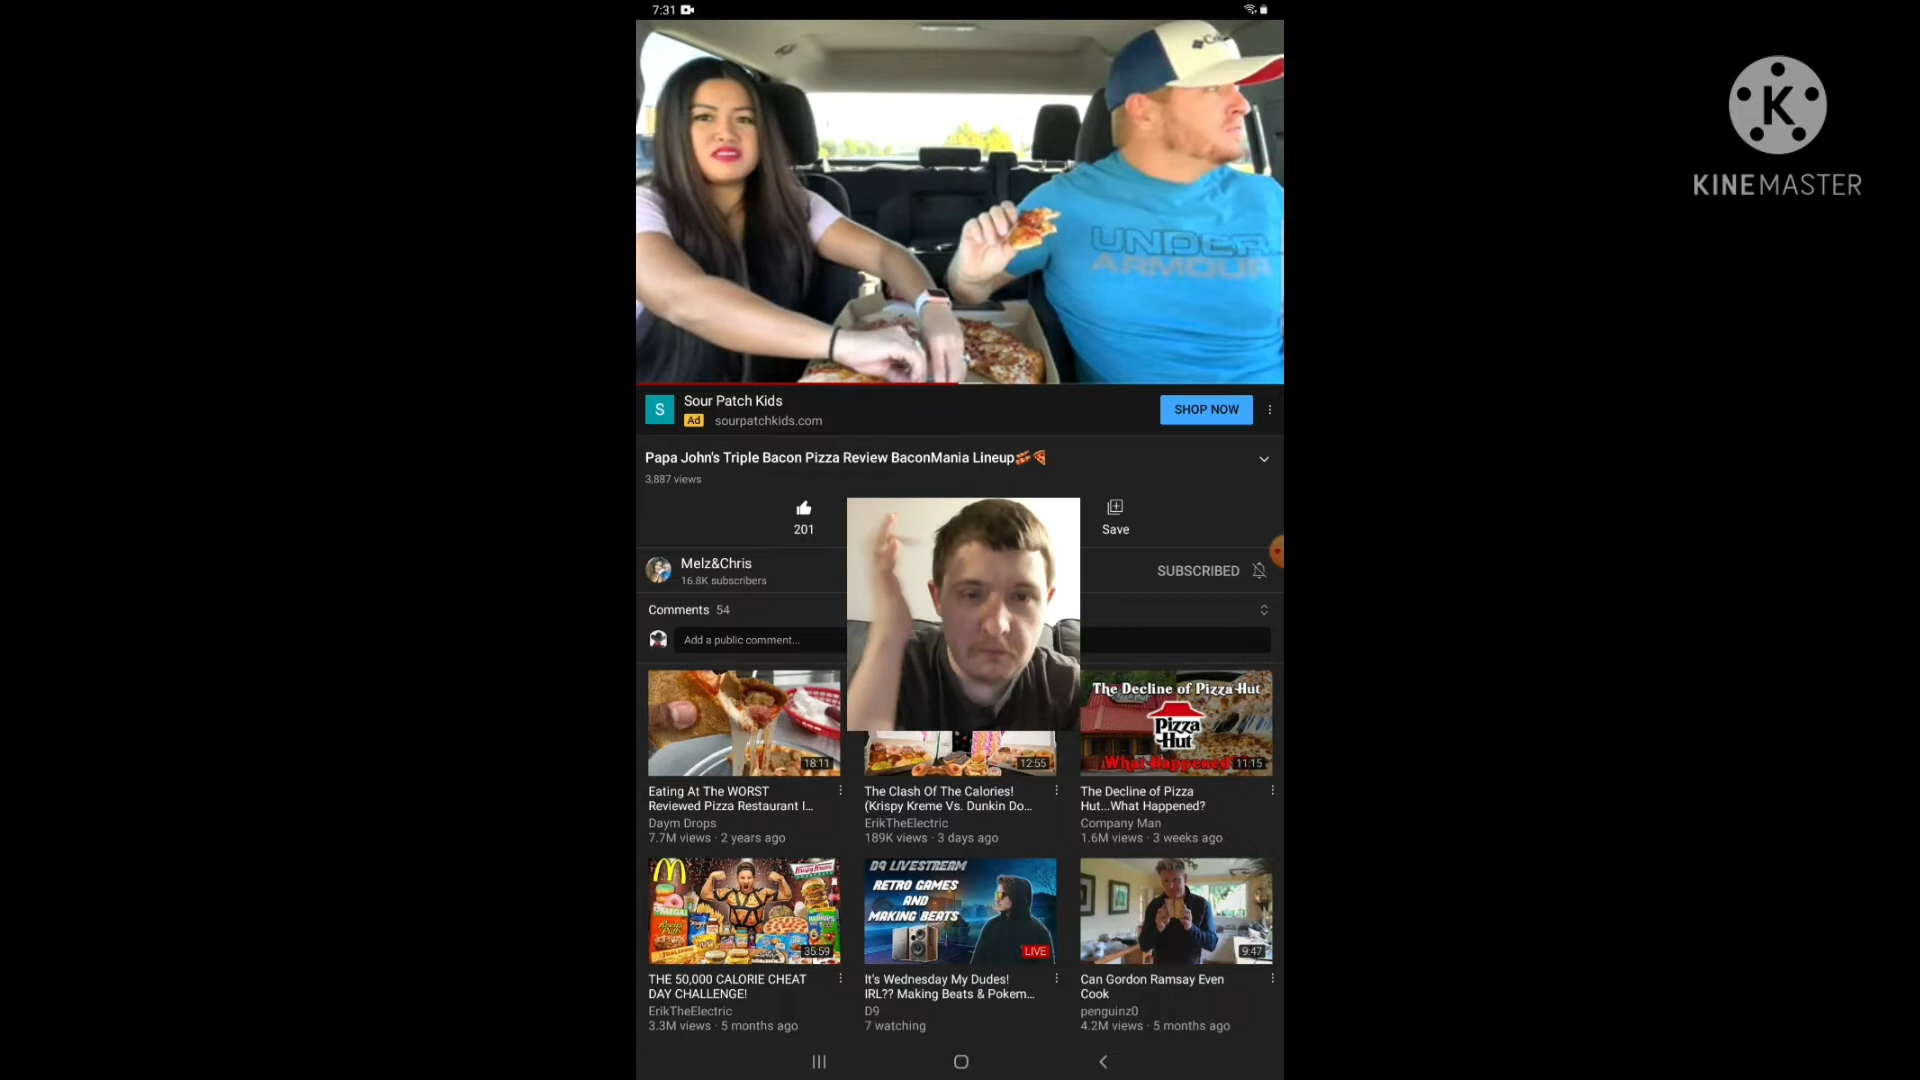 7:31
UNDER
ARMOUR
K
KINEMASTER
S
Sour Patch Kids
Ad sourpatchkids.com
SHOP NOW
Papa John's Triple Bacon Pizza Review BaconMania Lineup🥓🍕
3,887 views
201
Save
Melz&Chris
16.8K subscribers
SUBSCRIBED
Comments 54
Add a public comment...
18:11
12:55
The Decline of Pizza Hut
Pizza
Hut
What Happened?
11:15
Eating At The WORST
Reviewed Pizza Restaurant I...
Daym Drops
7.7M views · 2 years ago
The Clash Of The Calories!
(Krispy Kreme Vs. Dunkin Do...
ErikTheElectric
189K views · 3 days ago
The Decline of Pizza
Hut...What Happened?
Company Man
1.6M views · 3 weeks ago
35:59
D9 LIVESTREAM
RETRO GAMES
AND
MAKING BEATS
LIVE
9:47
THE 50,000 CALORIE CHEAT
DAY CHALLENGE!
ErikTheElectric
3.3M views · 5 months ago
It's Wednesday My Dudes!
IRL?? Making Beats & Pokem...
D9
7 watching
Can Gordon Ramsay Even
Cook
penguinz0
4.2M views · 5 months ago